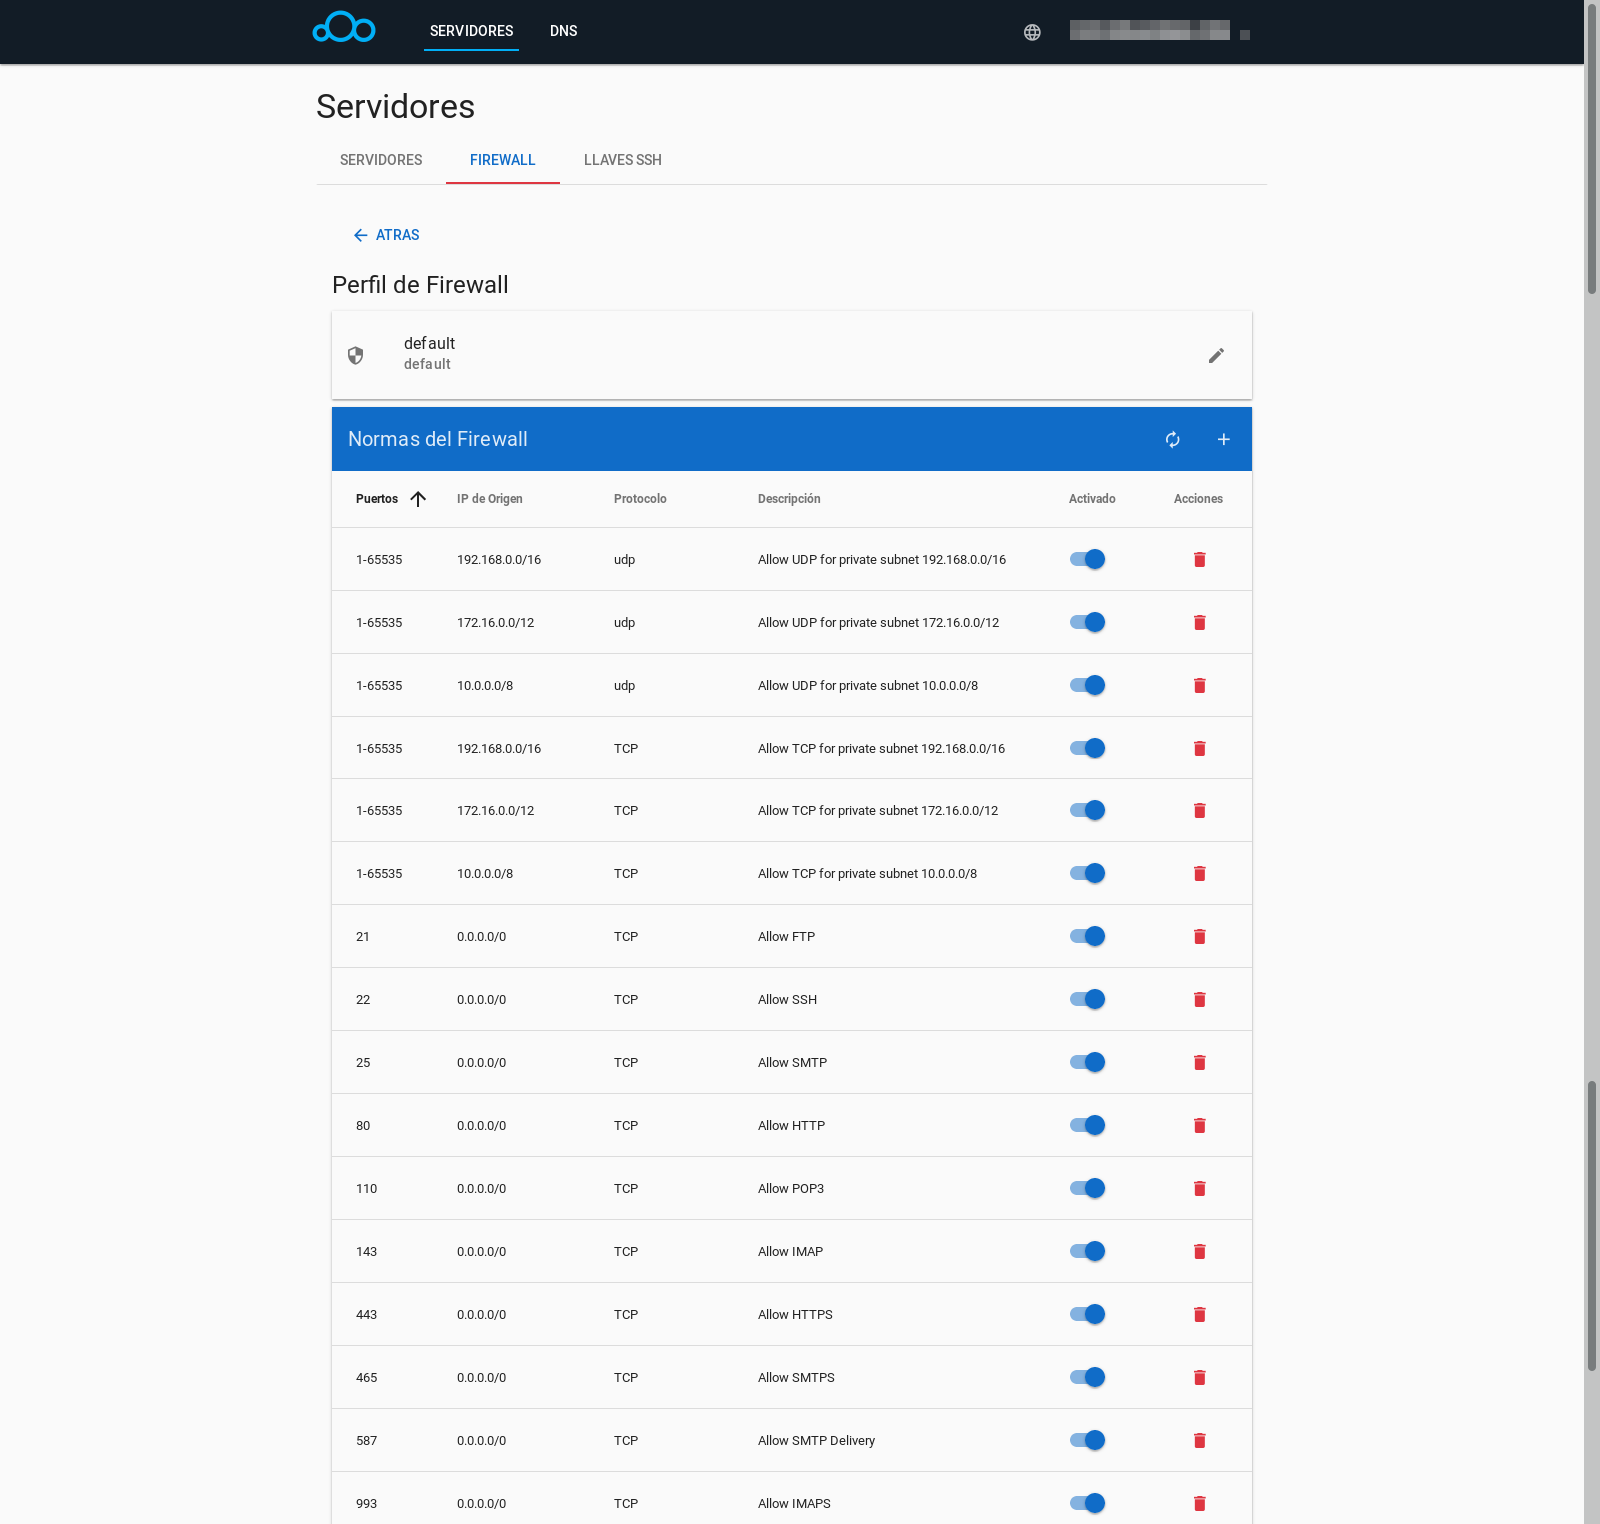 SERVIDORES DNS
Servidores
SERVIDORES FIREWALL LLAVES SSH
ATRAS
Perfil de Firewall
default
default
Normas del Firewall
Puertos IP de Origen Protocolo Descripción Activado Acciones
1-65535 192.168.0.0/16 udp Allow UDP for private subnet 192.168.0.0/16
1-65535 172.16.0.0/12 udp Allow UDP for private subnet 172.16.0.0/12
1-65535 10.0.0.0/8 udp Allow UDP for private subnet 10.0.0.0/8
1-65535 192.168.0.0/16 TCP Allow TCP for private subnet 192.168.0.0/16
1-65535 172.16.0.0/12 TCP Allow TCP for private subnet 172.16.0.0/12
1-65535 10.0.0.0/8 TCP Allow TCP for private subnet 10.0.0.0/8
21 0.0.0.0/0 TCP Allow FTP
22 0.0.0.0/0 TCP Allow SSH
25 0.0.0.0/0 TCP Allow SMTP
80 0.0.0.0/0 TCP Allow HTTP
110 0.0.0.0/0 TCP Allow POP3
143 0.0.0.0/0 TCP Allow IMAP
443 0.0.0.0/0 TCP Allow HTTPS
465 0.0.0.0/0 TCP Allow SMTPS
587 0.0.0.0/0 TCP Allow SMTP Delivery
993 0.0.0.0/0 TCP Allow IMAPS